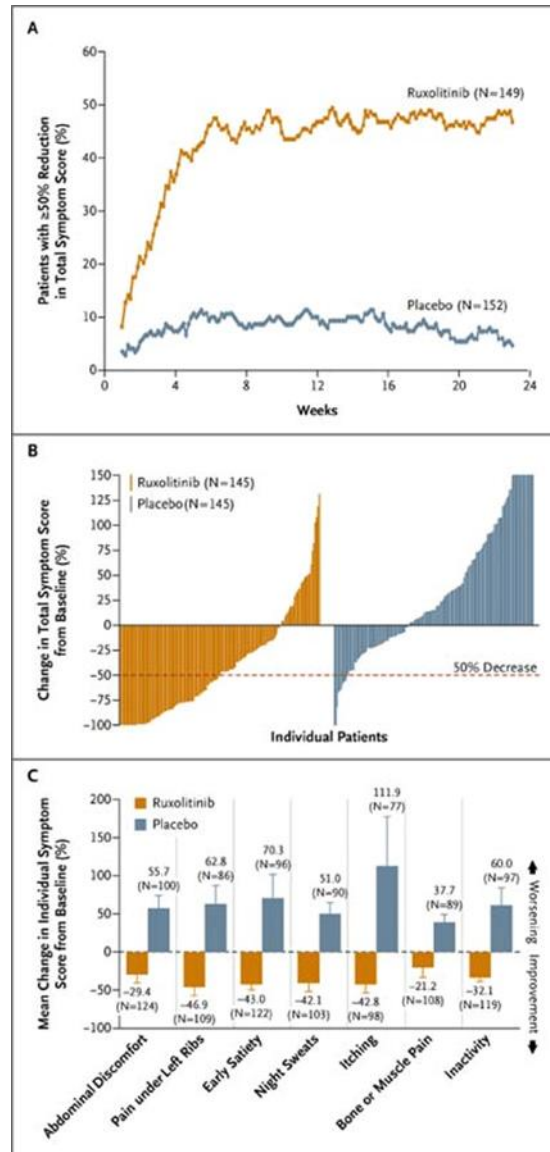 A
60
50
40
30
20
10
0
Patients with ≥50% Reduction
in Total Symptom Score (%)
Ruxolitinib (N=149)
Placebo (N=152)
0 4 8 12 16 20 24
Weeks
B
150
125
100
75
50
25
0
−25
−50
−75
−100
Change in Total Symptom Score
from Baseline (%)
Ruxolitinib (N=145)
Placebo (N=145)
50% Decrease
Individual Patients
C
200
150
100
50
0
−50
−100
Mean Change in Individual Symptom
Score from Baseline (%)
Ruxolitinib
Placebo
55.7
(N=100)
62.8
(N=86)
70.3
(N=96)
51.0
(N=90)
111.9
(N=77)
37.7
(N=89)
60.0
(N=97)
−29.4
(N=124)
−46.9
(N=109)
−43.0
(N=122)
−42.1
(N=103)
−42.8
(N=98)
−21.2
(N=108)
−32.1
(N=119)
Worsening
Improvement
Abdominal Discomfort
Pain under Left Ribs
Early Satiety
Night Sweats
Itching
Bone or Muscle Pain
Inactivity